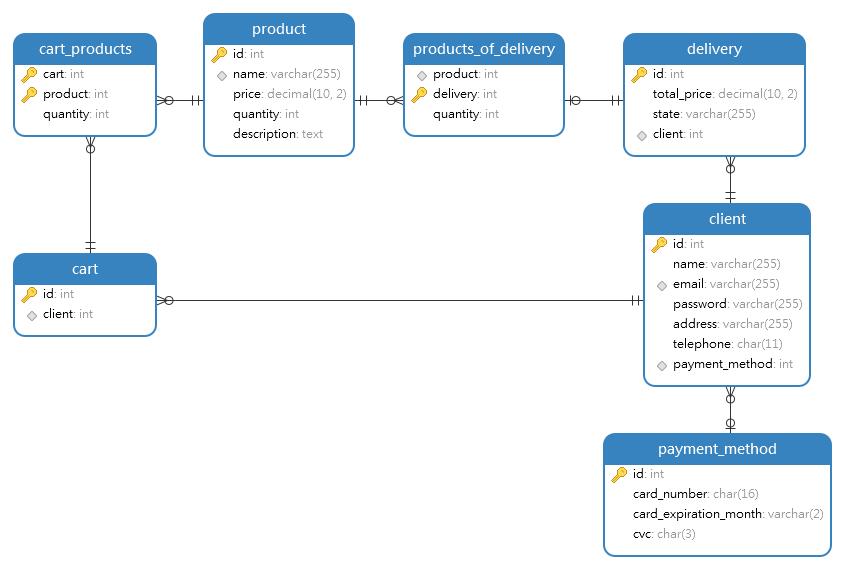 cart_products
cart: int
product: int
quantity: int
product
id: int
name: varchar(255)
price: decimal(10, 2)
quantity: int
description: text
products_of_delivery
product: int
delivery: int
quantity: int
delivery
id: int
total_price: decimal(10, 2)
state: varchar(255)
client: int
cart
id: int
client: int
client
id: int
name: varchar(255)
email: varchar(255)
password: varchar(255)
address: varchar(255)
telephone: char(11)
payment_method: int
payment_method
id: int
card_number: char(16)
card_expiration_month: varchar(2)
cvc: char(3)